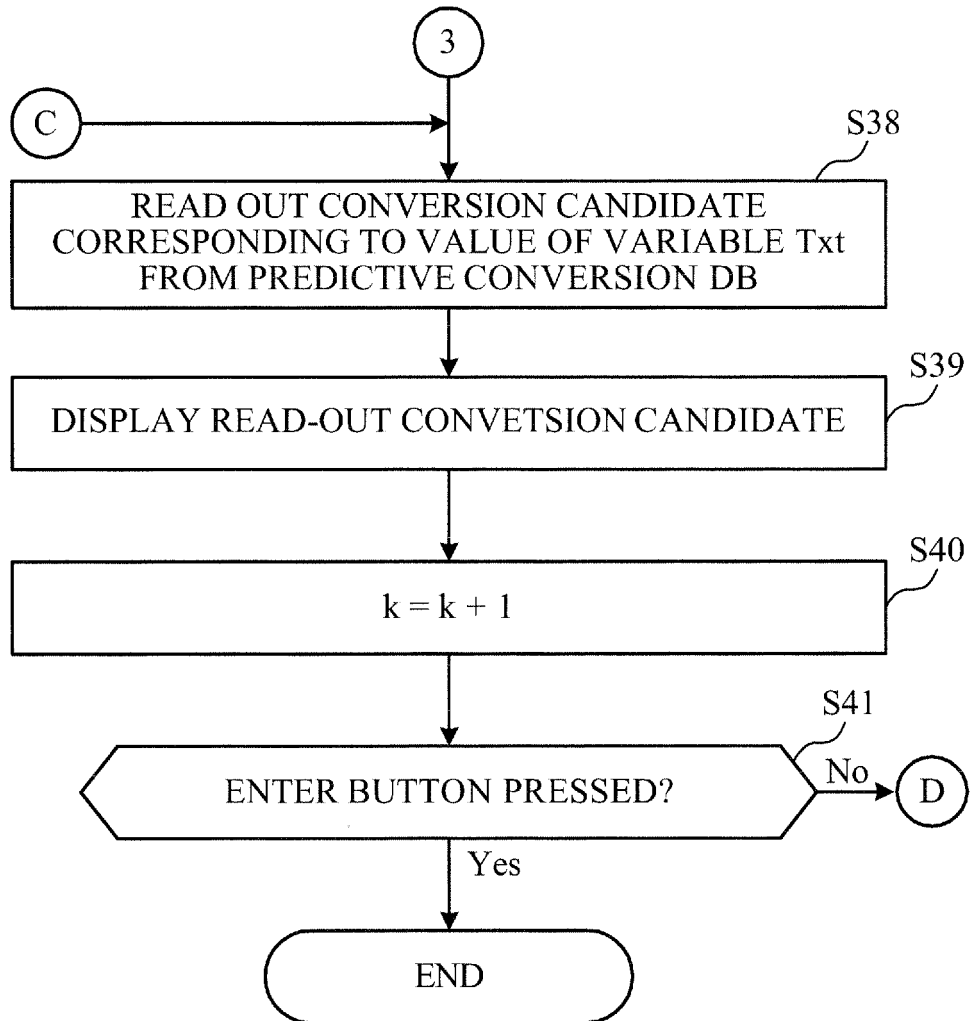 3
C
S38
READ OUT CONVERSION CANDIDATE
CORRESPONDING TO VALUE OF VARIABLE Txt
FROM PREDICTIVE CONVERSION DB
S39
DISPLAY READ-OUT CONVETSION CANDIDATE
S40
k = k + 1
S41
ENTER BUTTON PRESSED?
No
D
Yes
END